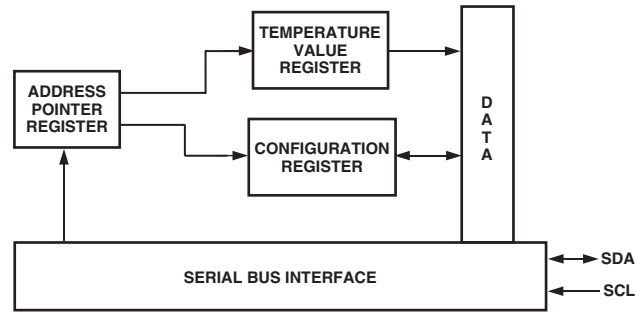 TEMPERATURE
VALUE
REGISTER
ADDRESS
POINTER
REGISTER
CONFIGURATION
REGISTER
D
A
T
A
SERIAL BUS INTERFACE
SDA
SCL